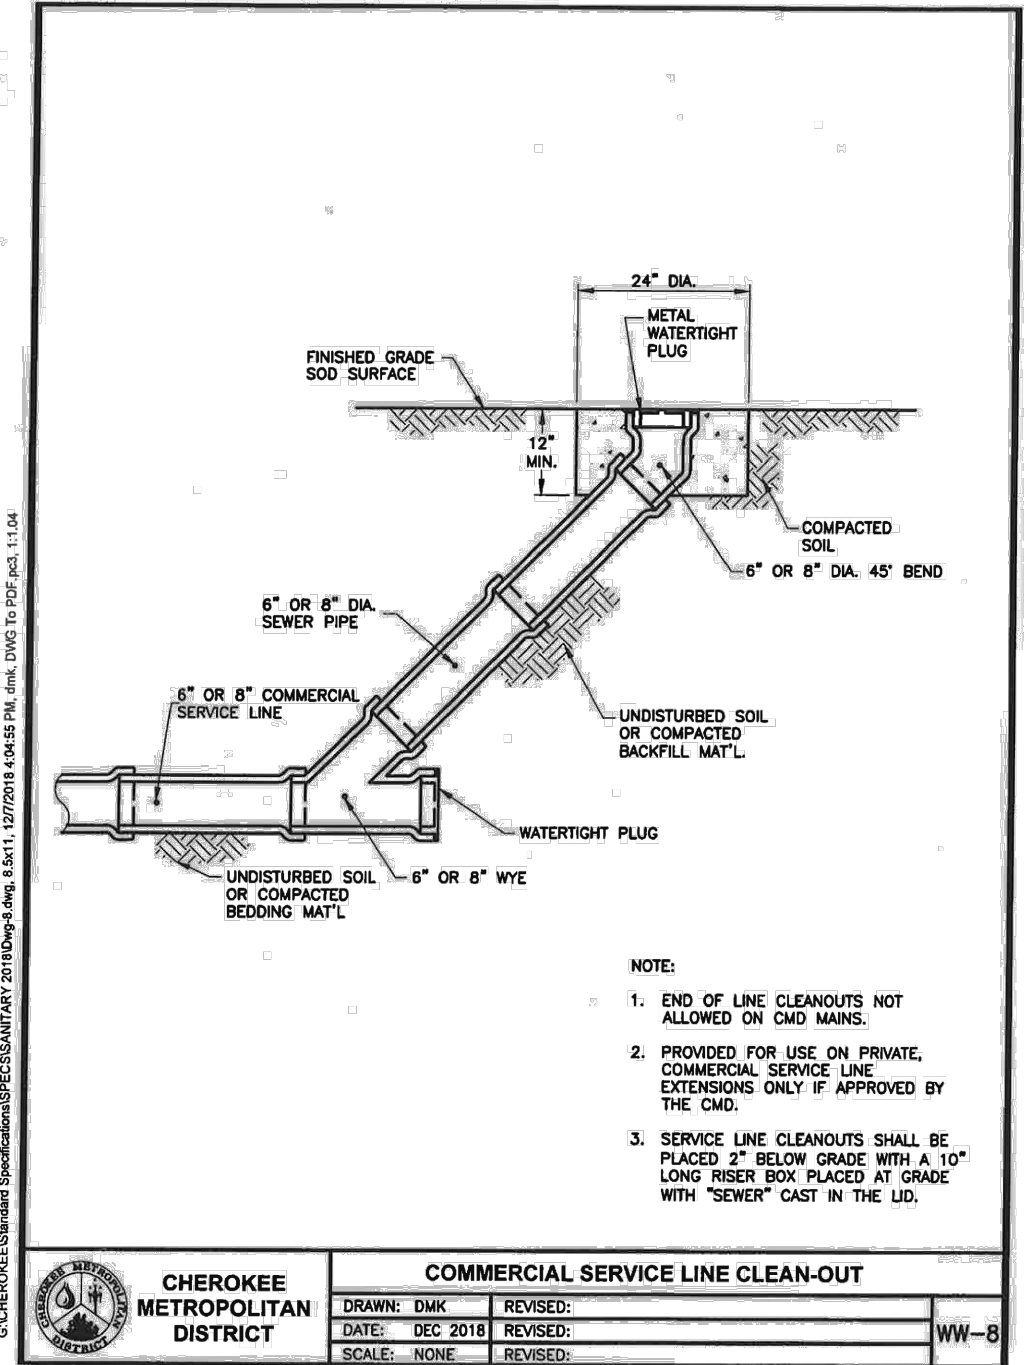 24" DIA.
METAL
WATERTIGHT
PLUG
FINISHED GRADE
SOD SURFACE
12"
MIN.
COMPACTED
SOIL
6" OR 8" DIA. 45° BEND
6" OR 8" DIA.
SEWER PIPE
6" OR 8" COMMERCIAL
SERVICE LINE
UNDISTURBED SOIL
OR COMPACTED
BACKFILL MAT'L.
WATERTIGHT PLUG
UNDISTURBED SOIL
OR COMPACTED
BEDDING MAT'L
6" OR 8" WYE
NOTE:
1. END OF LINE CLEANOUTS NOT
ALLOWED ON CMD MAINS.
2. PROVIDED FOR USE ON PRIVATE,
COMMERCIAL SERVICE LINE
EXTENSIONS ONLY IF APPROVED BY
THE CMD.
3. SERVICE LINE CLEANOUTS SHALL BE
PLACED 2" BELOW GRADE WITH A 10"
LONG RISER BOX PLACED AT GRADE
WITH "SEWER" CAST IN THE LID.
G:\CHEROKEE\Standard Specifications\SPECS\SANITARY 2018\Dwg-8.dwg, 8.5x11, 12/7/2018 4:04:55 PM, dmk, DWG To PDF.pc3, 1:1.04
CHEROKEE METROPOLITAN
DISTRICT
CHEROKEE
METROPOLITAN
DISTRICT
COMMERCIAL SERVICE LINE CLEAN-OUT
DRAWN: DMK REVISED:
DATE: DEC 2018 REVISED:
SCALE: NONE REVISED:
WW-8